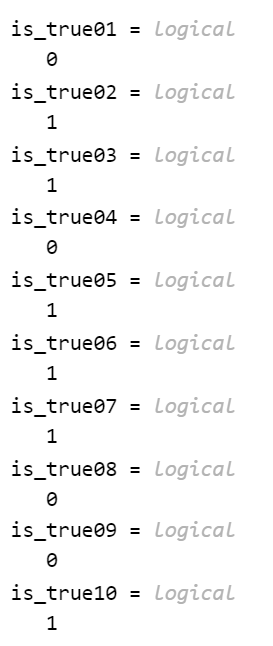 is_true01 = logical
0
is_true02 = logical
1
is_true03 = logical
1
is_true04 = logical
0
is_true05 = logical
1
is_true06 = logical
1
is_true07 = logical
1
is_true08 = logical
0
is_true09 = logical
0
is_true10 = logical
1